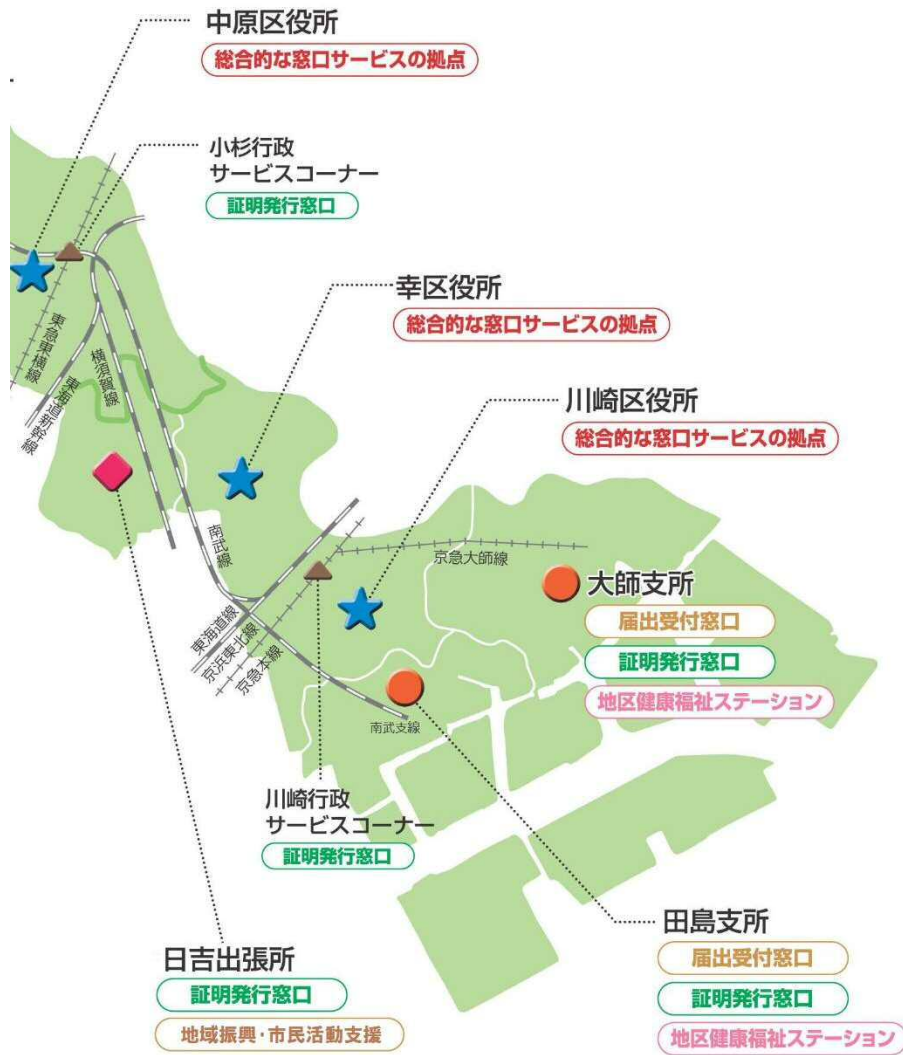 中原区役所
総合的な窓口サービスの拠点
小杉行政
サービスコーナー
証明発行窓口
幸区役所
総合的な窓口サービスの拠点
東急東横線
東海道新幹線
横須賀線
川崎区役所
総合的な窓口サービスの拠点
南武線
京急大師線
大師支所
届出受付窓口
証明発行窓口
地区健康福祉ステーション
東海道線
京浜東北線
京急本線
南武支線
川崎行政
サービスコーナー
証明発行窓口
田島支所
届出受付窓口
証明発行窓口
地区健康福祉ステーション
日吉出張所
証明発行窓口
地域振興・市民活動支援